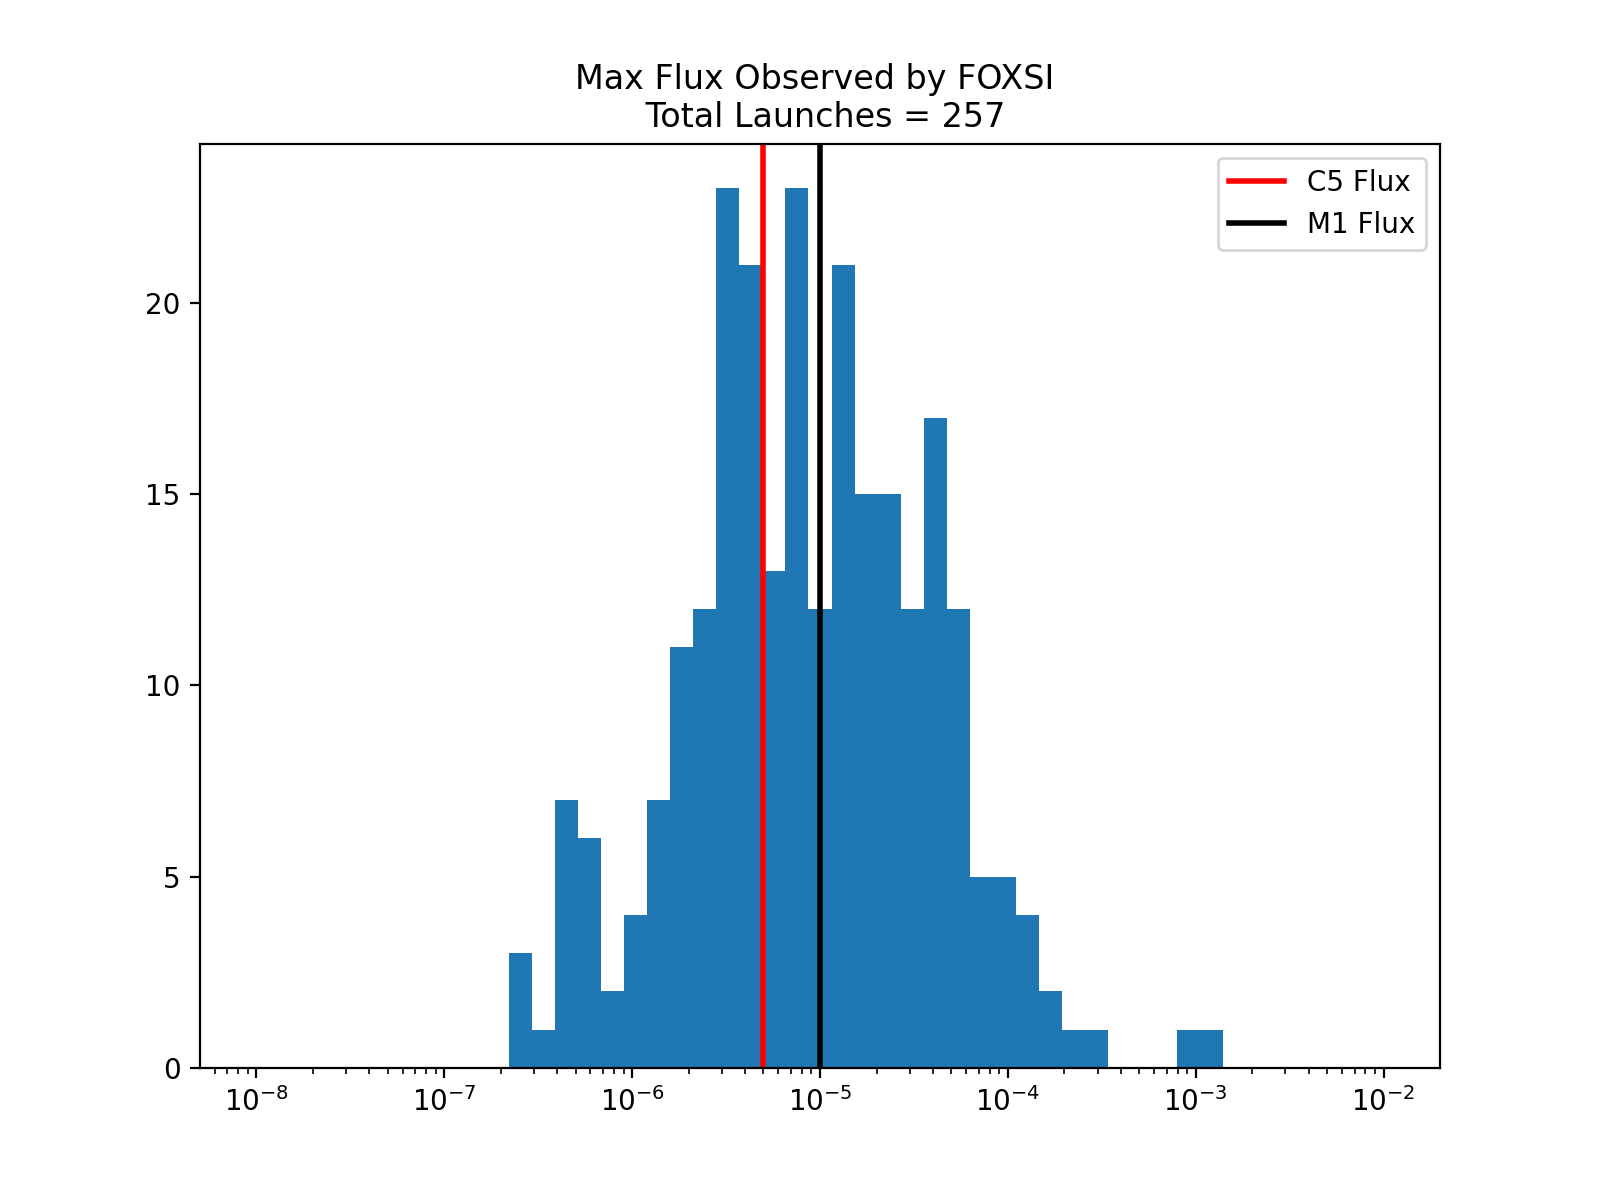 Max Flux Observed by FOXSI
Total Launches = 257
C5 Flux
M1 Flux
20
15
10
5
0
10⁻⁸ 10⁻⁷ 10⁻⁶ 10⁻⁵ 10⁻⁴ 10⁻³ 10⁻²